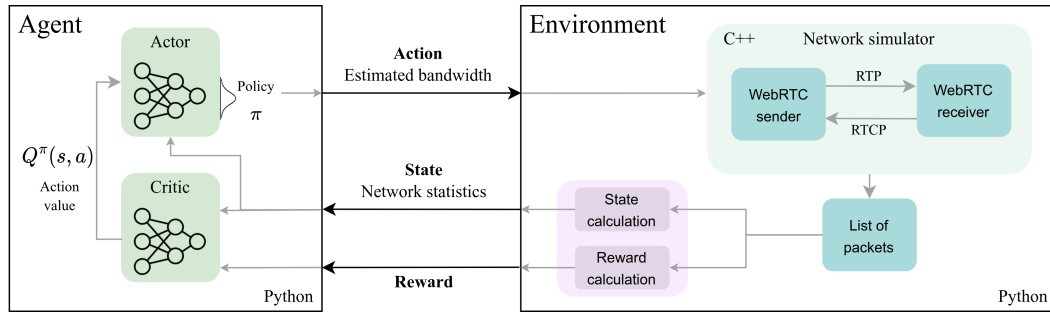 Agent
Actor
Policy
π
Q^π(s, a)
Action
value
Critic
Python
Action
Estimated bandwidth
State
Network statistics
Reward
Environment
C++
Network simulator
WebRTC
sender
RTP
RTCP
WebRTC
receiver
State
calculation
Reward
calculation
List of
packets
Python